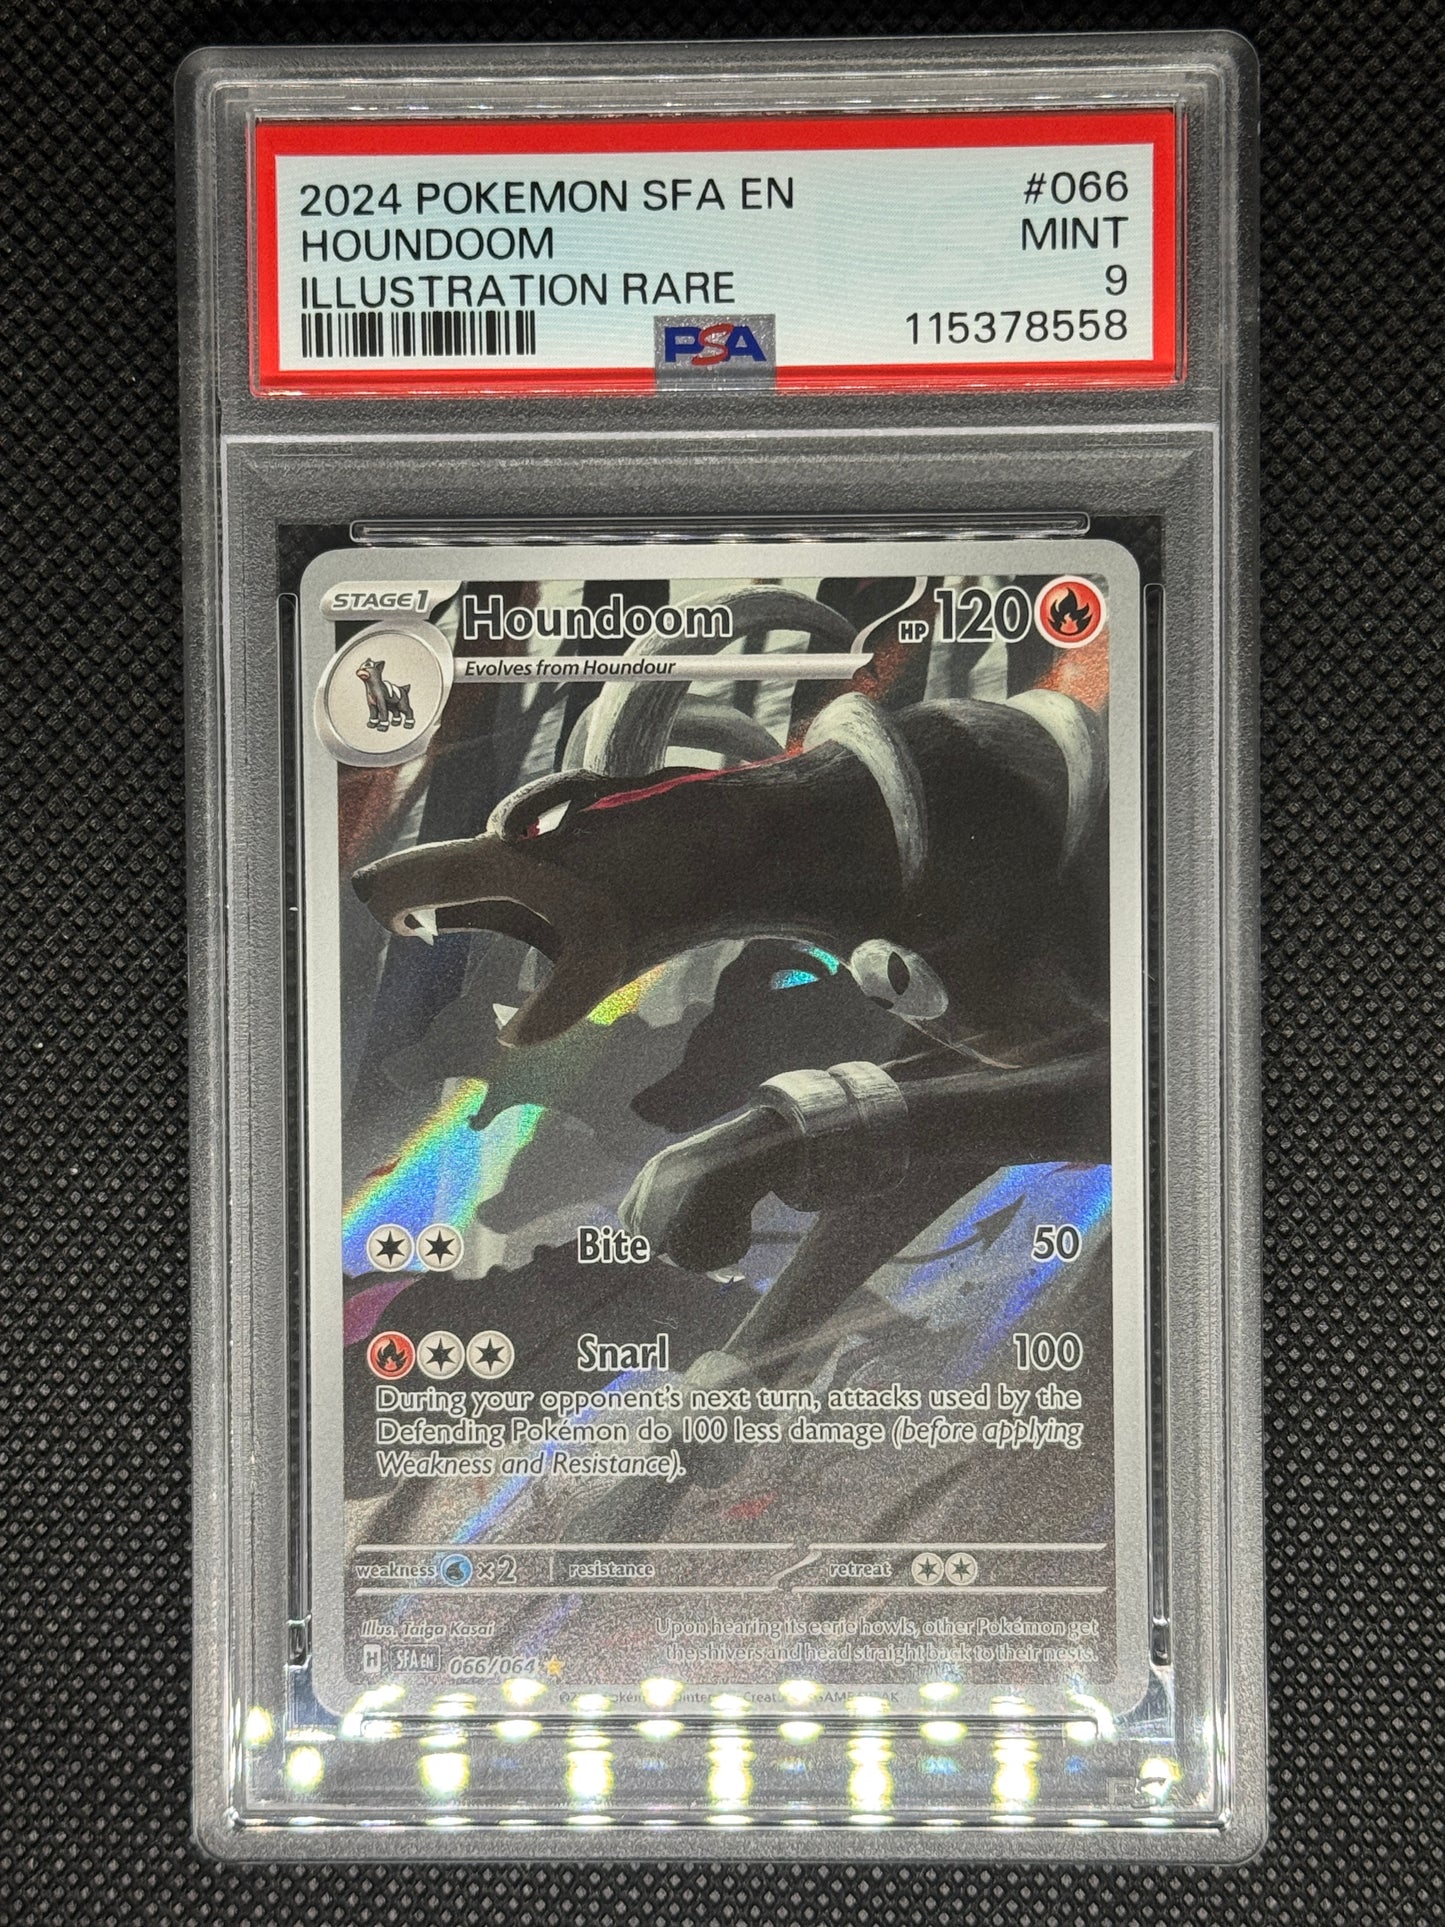 2024 POKEMON SFA EN #066
HOUNDOOM MINT
ILLUSTRATION RARE 9
PSA 115378558
STAGE 1
Houndoom HP 120
Evolves from Houndour
Bite 50
Snarl 100
During your opponent's next turn, attacks used by the
Defending Pokémon do 100 less damage (before applying
Weakness and Resistance).
weakness ×2 resistance retreat
Illus. Taiga Kasai
Upon hearing its eerie howls, other Pokémon get
the shivers and head straight back to their nests.
H SFA EN 066/064